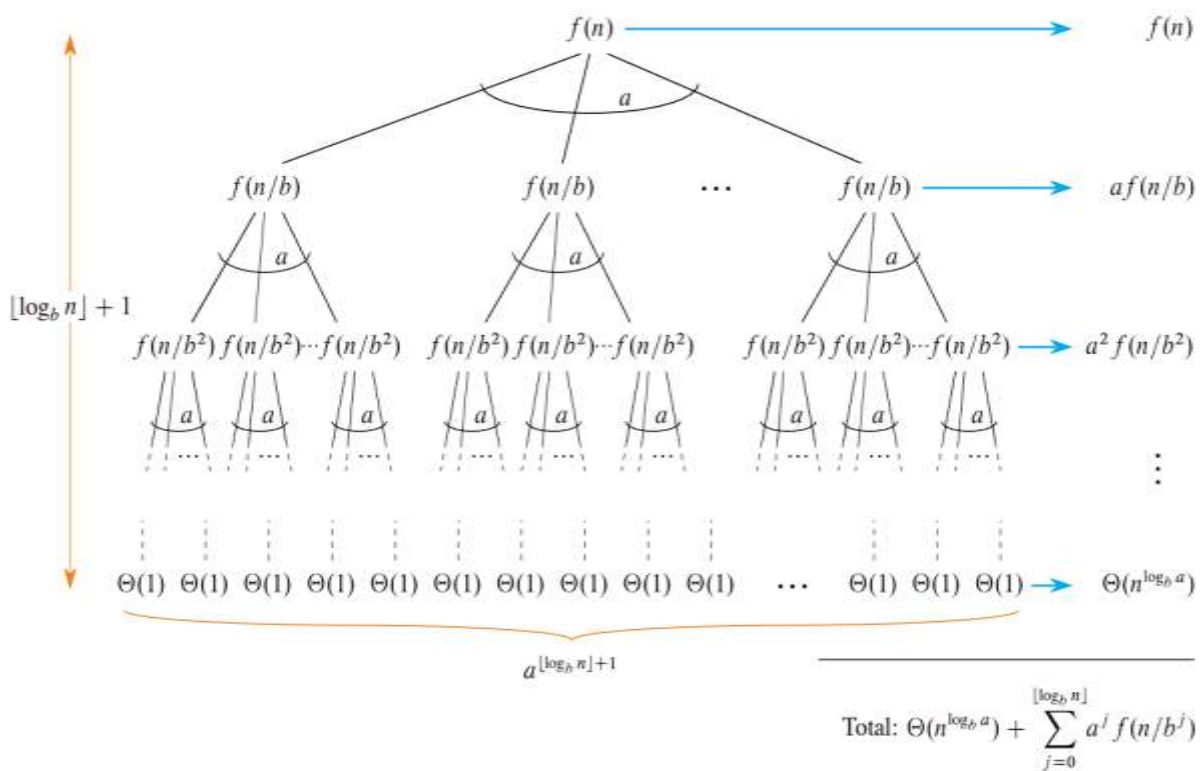 f(n) f(n)
a
f(n/b) f(n/b) ··· f(n/b) af(n/b)
a a a
⌊log_b n⌋ + 1
f(n/b²) f(n/b²)···f(n/b²) f(n/b²) f(n/b²)···f(n/b²) f(n/b²) f(n/b²)···f(n/b²) a² f(n/b²)
a a a a a a a a a
··· ··· ··· ··· ··· ··· ··· ··· ···
⋮
Θ(1) Θ(1) Θ(1) Θ(1) Θ(1) Θ(1) Θ(1) Θ(1) Θ(1) Θ(1) ··· Θ(1) Θ(1) Θ(1) Θ(n^{log_b a})
a^{⌊log_b n⌋+1}
Total: Θ(n^{log_b a}) + ∑_{j=0}^{⌊log_b n⌋} a^j f(n/b^j)